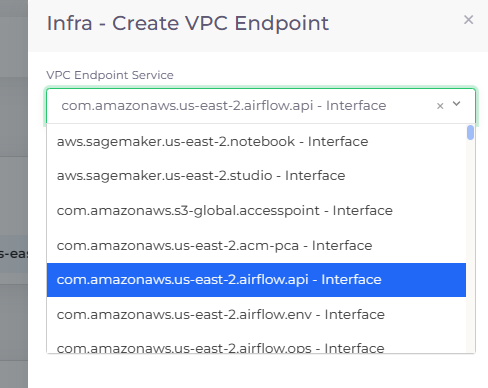 Infra - Create VPC Endpoint
×
VPC Endpoint Service
com.amazonaws.us-east-2.airflow.api - Interface
×
aws.sagemaker.us-east-2.notebook - Interface
aws.sagemaker.us-east-2.studio - Interface
com.amazonaws.s3-global.accesspoint - Interface
com.amazonaws.us-east-2.acm-pca - Interface
s-eas
com.amazonaws.us-east-2.airflow.api - Interface
com.amazonaws.us-east-2.airflow.env - Interface
com.amazonaws.us-east-2.airflow.ops - Interface